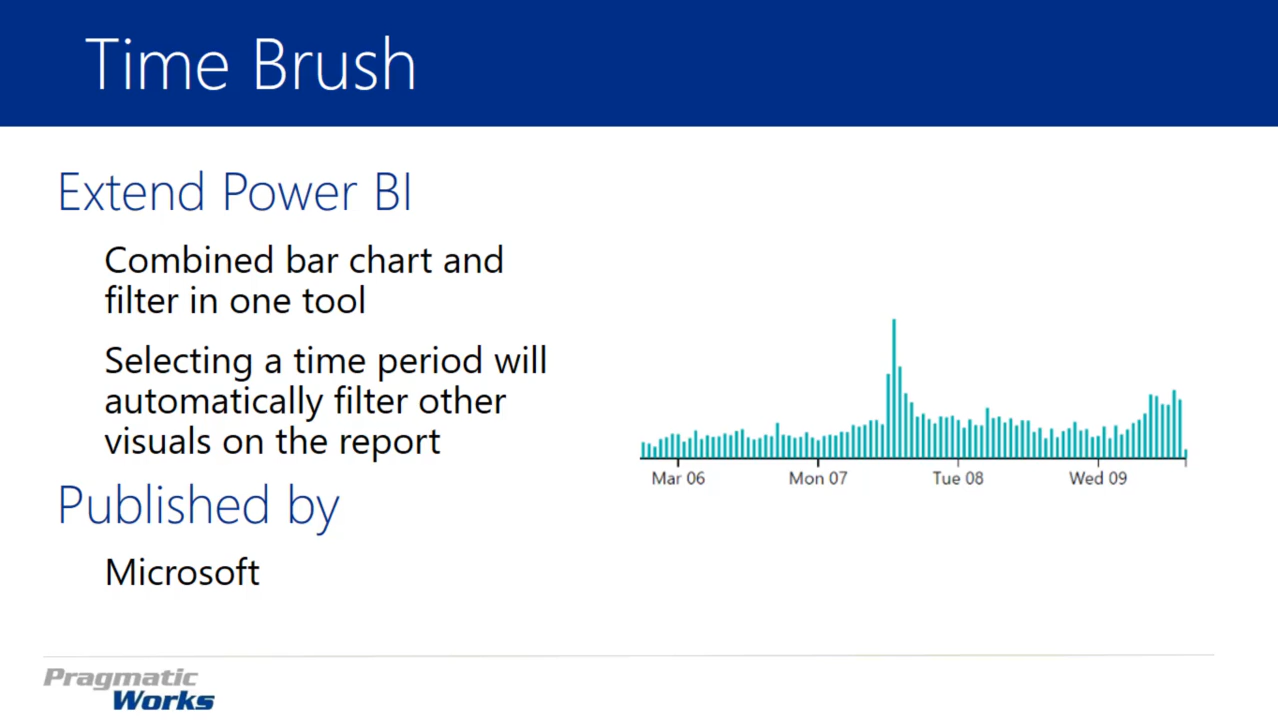 Time Brush
Extend Power BI
Combined bar chart and
filter in one tool
Selecting a time period will
automatically filter other
visuals on the report
Published by
Microsoft
Mar 06 Mon 07 Tue 08 Wed 09
Pragmatic
Works